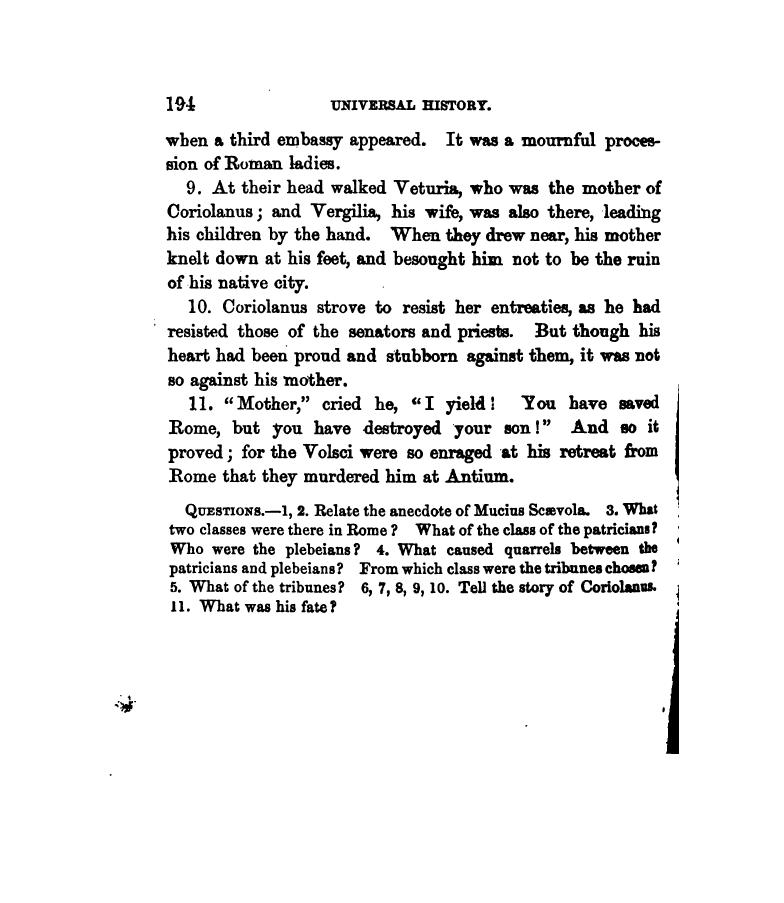 194 UNIVERSAL HISTORY.
when a third embassy appeared. It was a mournful proces-
sion of Roman ladies.
9. At their head walked Veturia, who was the mother of
Coriolanus; and Vergilia, his wife, was also there, leading
his children by the hand. When they drew near, his mother
knelt down at his feet, and besought him not to be the ruin
of his native city.
10. Coriolanus strove to resist her entreaties, as he had
resisted those of the senators and priests. But though his
heart had been proud and stubborn against them, it was not
so against his mother.
11. “Mother,” cried he, “I yield! You have saved
Rome, but you have destroyed your son!” And so it
proved; for the Volsci were so enraged at his retreat from
Rome that they murdered him at Antium.
QUESTIONS.—1, 2. Relate the anecdote of Mucius Scævola. 3. What
two classes were there in Rome? What of the class of the patricians?
Who were the plebeians? 4. What caused quarrels between the
patricians and plebeians? From which class were the tribunes chosen?
5. What of the tribunes? 6, 7, 8, 9, 10. Tell the story of Coriolanus.
11. What was his fate?